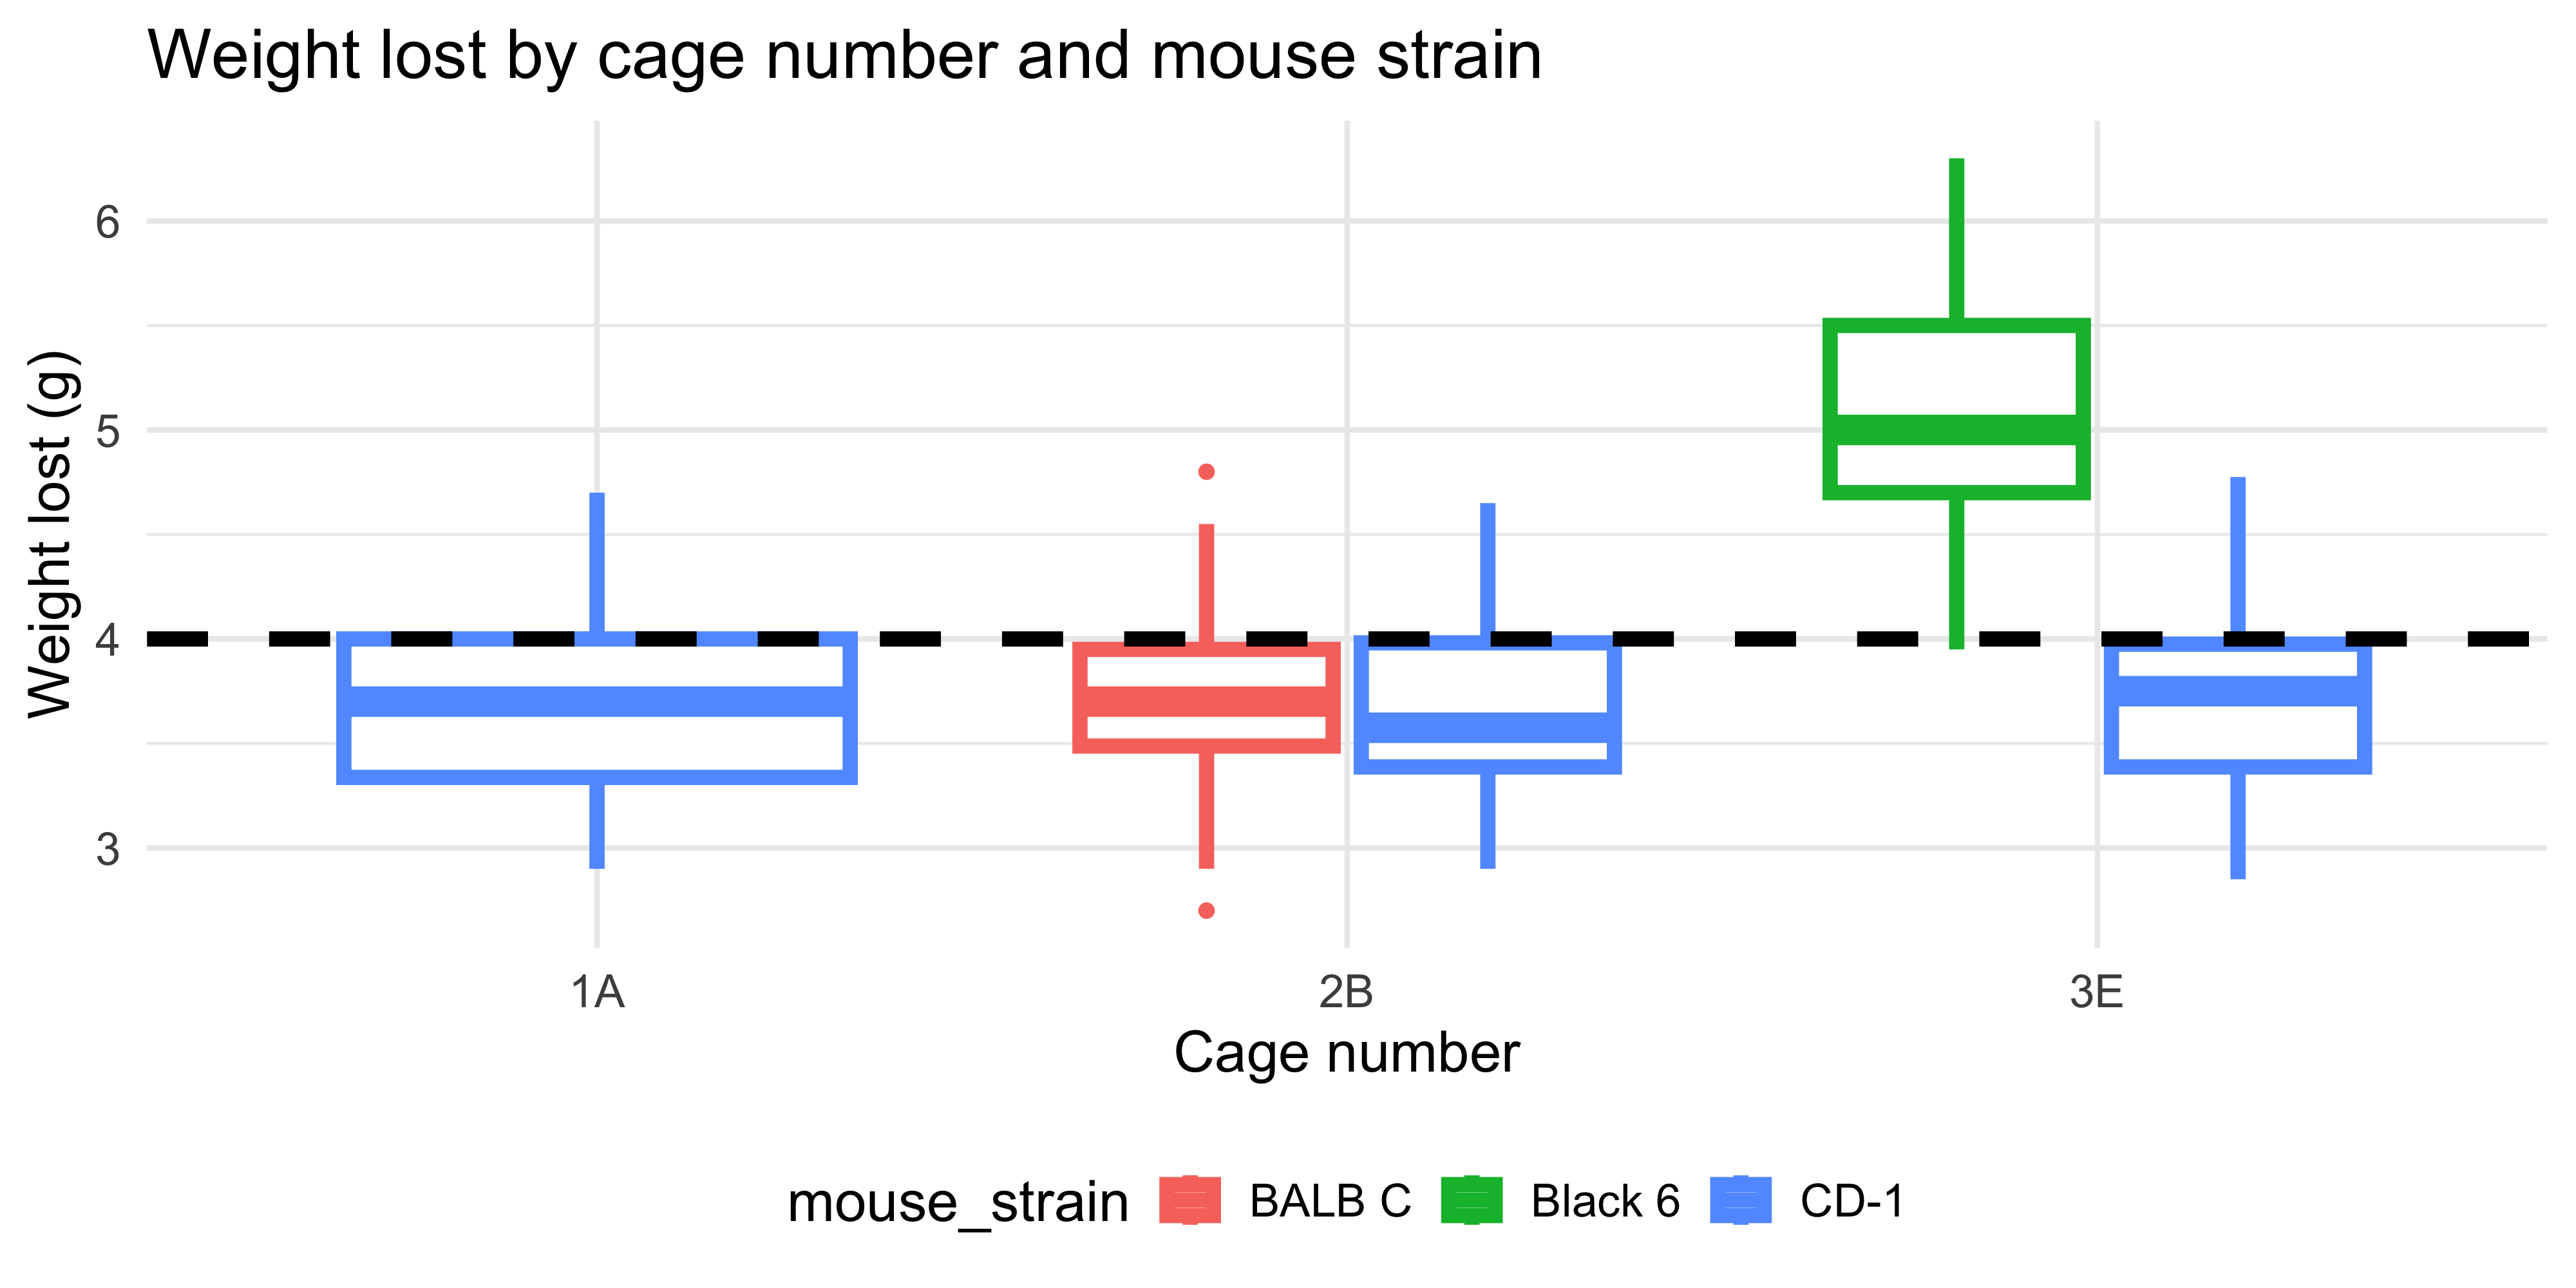 Weight lost by cage number and mouse strain
Weight lost (g)
6
5
4
3
1A 2B 3E
Cage number
mouse_strain BALB C Black 6 CD-1